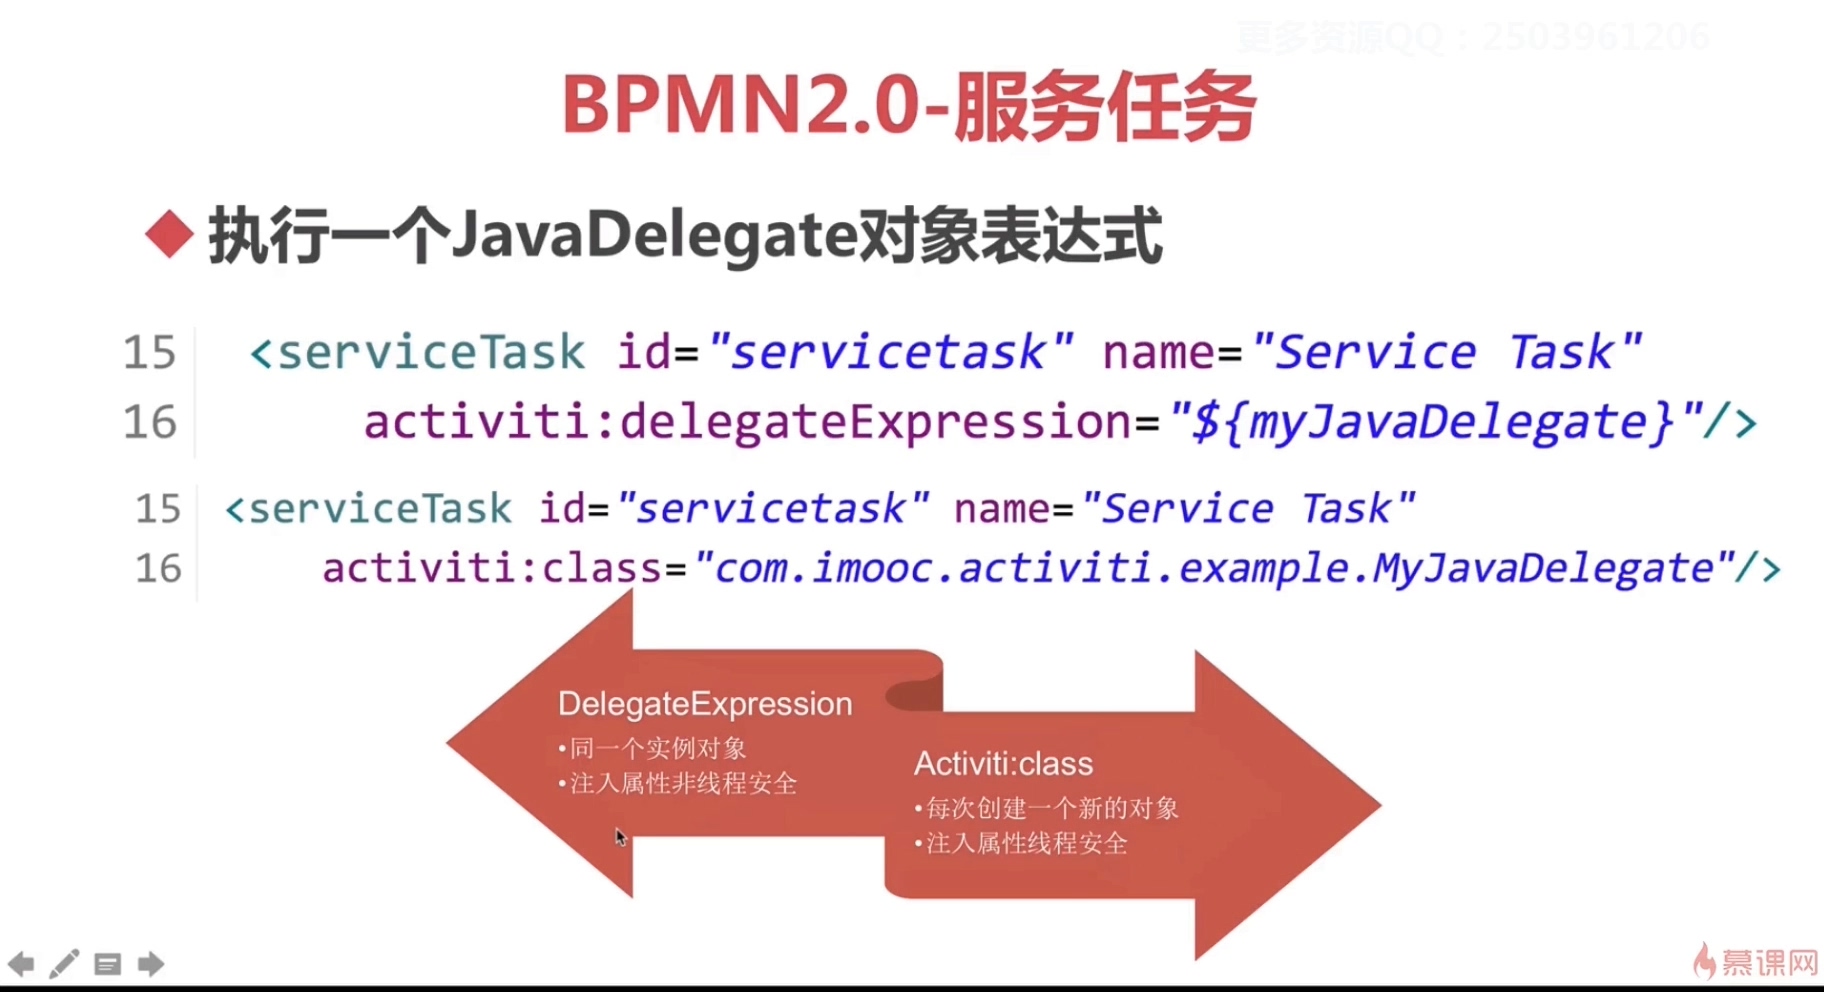 更多资源QQ：2503961206
BPMN2.0-服务任务
执行一个JavaDelegate对象表达式
15 <serviceTask id="servicetask" name="Service Task"
16 activiti:delegateExpression="${myJavaDelegate}"/>
15 <serviceTask id="servicetask" name="Service Task"
16 activiti:class="com.imooc.activiti.example.MyJavaDelegate"/>
DelegateExpression
•同一个实例对象
•注入属性非线程安全
Activiti:class
•每次创建一个新的对象
•注入属性线程安全
慕课网